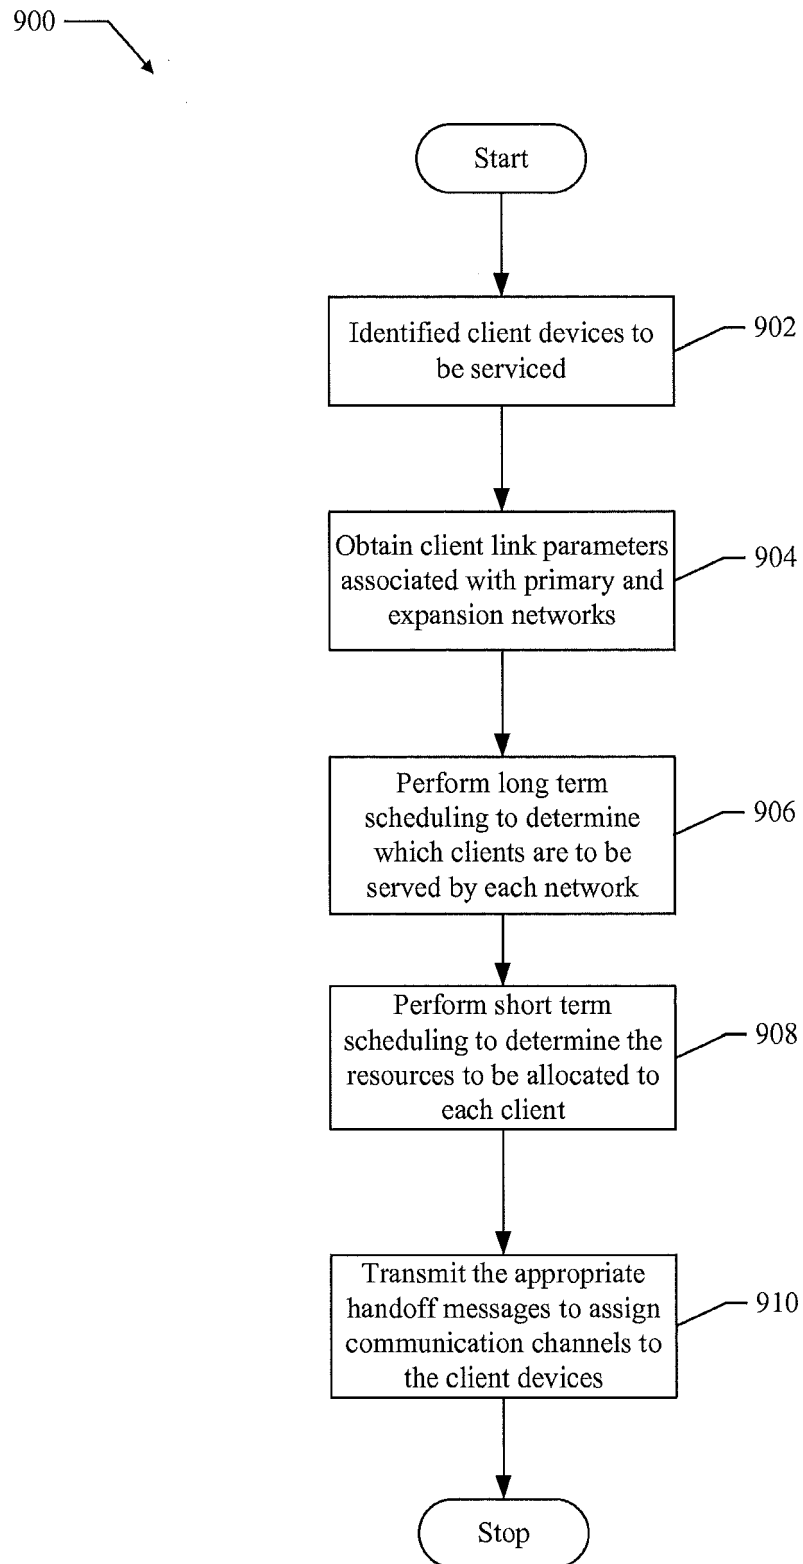 900
Start
Identified client devices to
be serviced
902
Obtain client link parameters
associated with primary and
expansion networks
904
Perform long term
scheduling to determine
which clients are to be
served by each network
906
Perform short term
scheduling to determine the
resources to be allocated to
each client
908
Transmit the appropriate
handoff messages to assign
communication channels to
the client devices
910
Stop